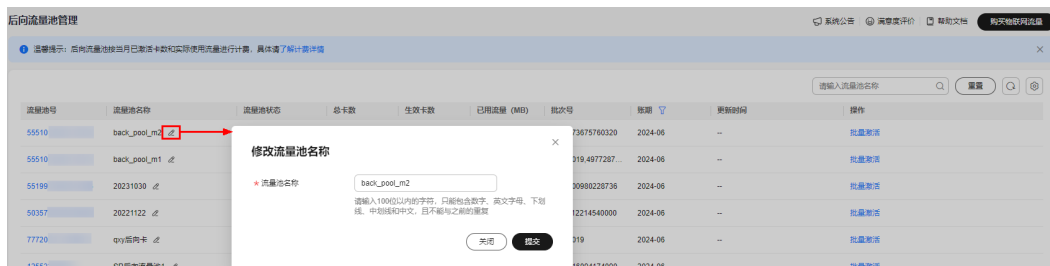 后向流量池管理 系统公告 满意度评价 帮助文档 购买物联网流量
温馨提示：后向流量池按当月已激活卡数和实际使用流量进行计费，具体请了解计费详情
请输入流量池名称 重置
流量池号 流量池名称 流量池状态 总卡数 生效卡数 已用流量 (MB) 批次号 账期 更新时间 操作
55510 back_pool_m2 73675760320 2024-06 -- 批量激活
修改流量池名称
55510 back_pool_m1 019,4977287... 2024-06 -- 批量激活
55199 20231030 00980228736 2024-06 -- 批量激活
* 流量池名称 back_pool_m2
请输入100位以内的字符，只能包含数字、英文字母、下划
线、中划线和中文，且不能与之前的重复
50357 20221122 12214540000 2024-06 -- 批量激活
77720 qxy后向卡 019 2024-06 -- 批量激活
关闭 提交